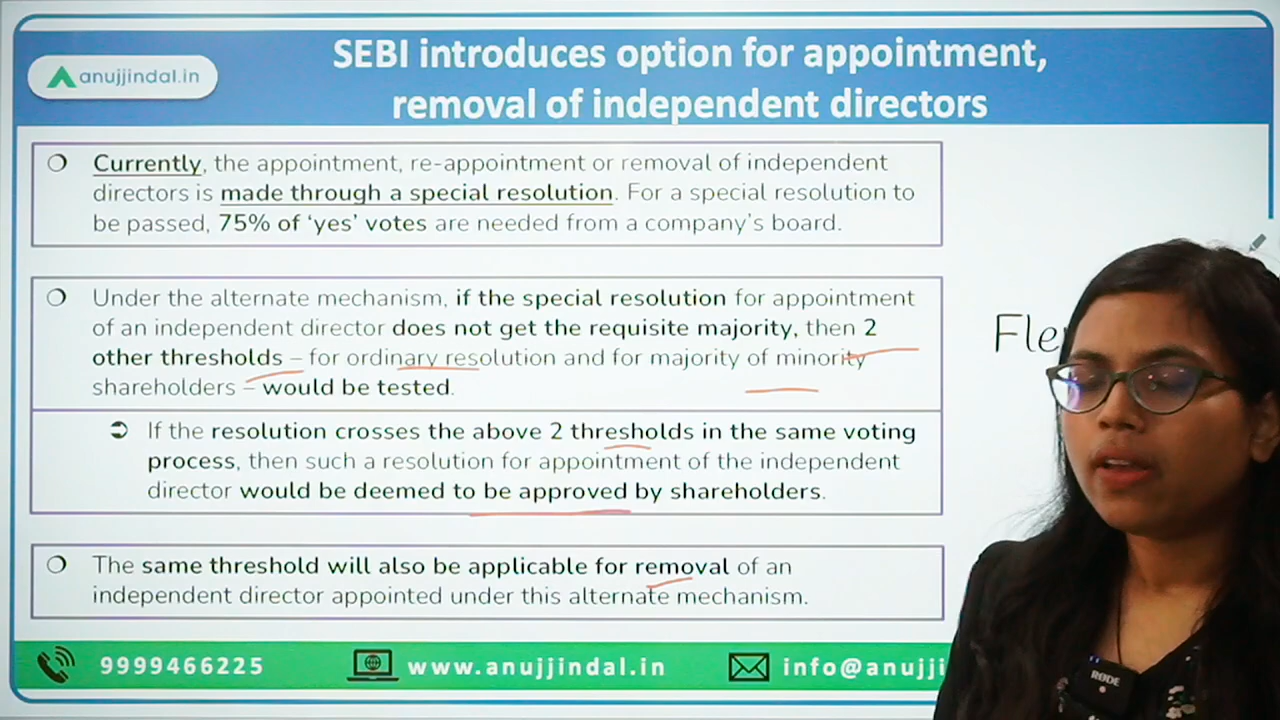 SEBI introduces option for appointment,
removal of independent directors
anujjindal.in
Currently, the appointment, re-appointment or removal of independent
directors is made through a special resolution. For a special resolution to
be passed, 75% of ‘yes’ votes are needed from a company’s board.
Under the alternate mechanism, if the special resolution for appointment
of an independent director does not get the requisite majority, then 2
other thresholds – for ordinary resolution and for majority of minority
shareholders – would be tested.
If the resolution crosses the above 2 thresholds in the same voting
process, then such a resolution for appointment of the independent
director would be deemed to be approved by shareholders.
The same threshold will also be applicable for removal of an
independent director appointed under this alternate mechanism.
Fle
9999466225 www.anujjindal.in info@anujji
RØDE